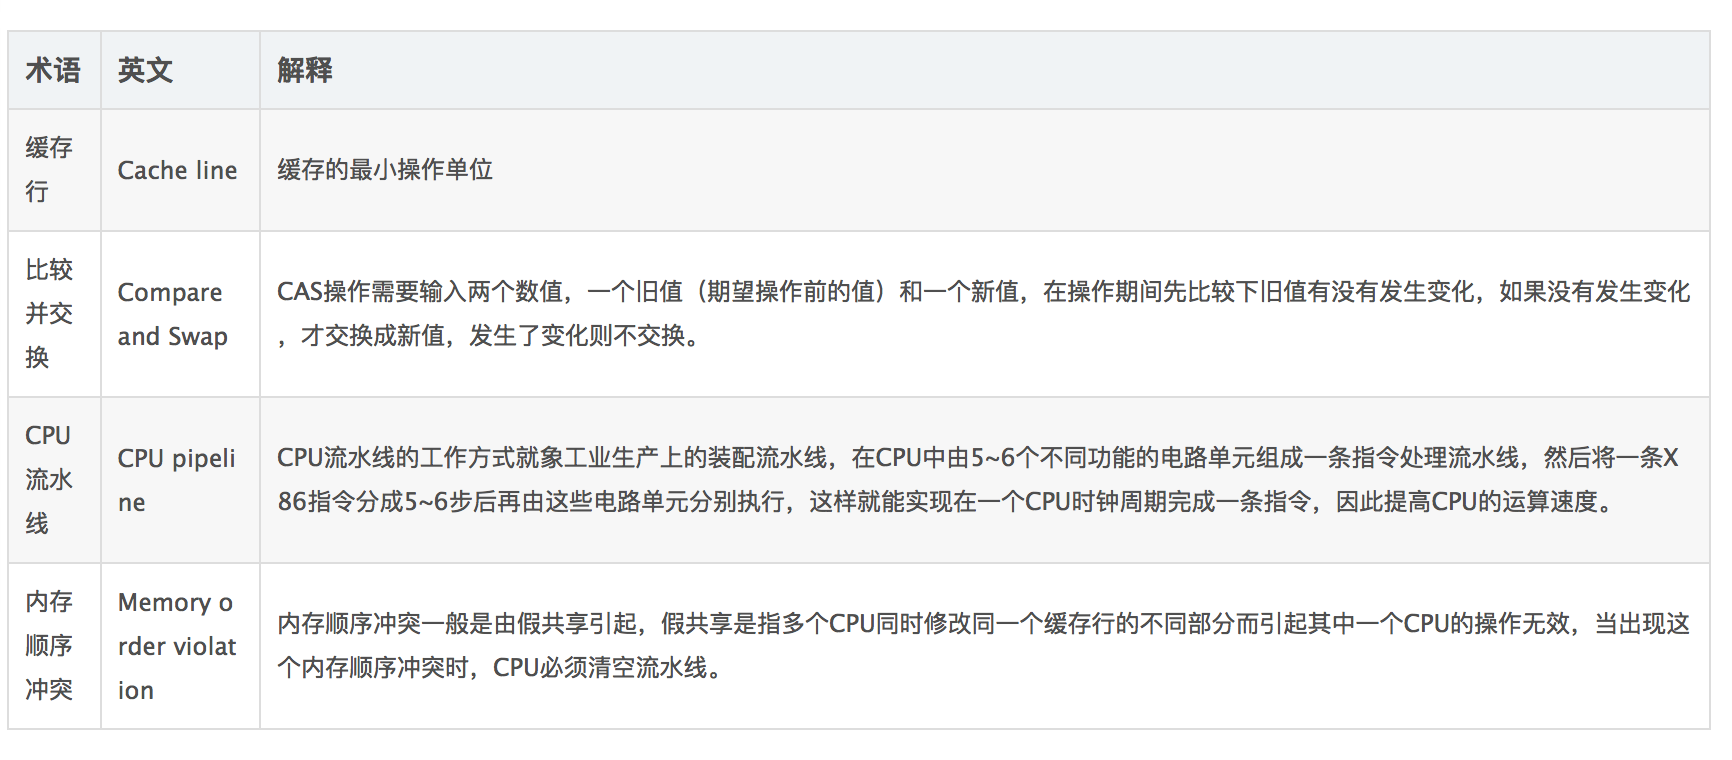 术语 英文 解释
缓存
行
Cache line
缓存的最小操作单位
比较
并交
换
Compare
and Swap
CAS操作需要输入两个数值，一个旧值（期望操作前的值）和一个新值，在操作期间先比较下旧值有没有发生变化，如果没有发生变化
，才交换成新值，发生了变化则不交换。
CPU
流水
线
CPU pipeli
ne
CPU流水线的工作方式就象工业生产上的装配流水线，在CPU中由5~6个不同功能的电路单元组成一条指令处理流水线，然后将一条X
86指令分成5~6步后再由这些电路单元分别执行，这样就能实现在一个CPU时钟周期完成一条指令，因此提高CPU的运算速度。
内存
顺序
冲突
Memory o
rder violat
ion
内存顺序冲突一般是由假共享引起，假共享是指多个CPU同时修改同一个缓存行的不同部分而引起其中一个CPU的操作无效，当出现这
个内存顺序冲突时，CPU必须清空流水线。